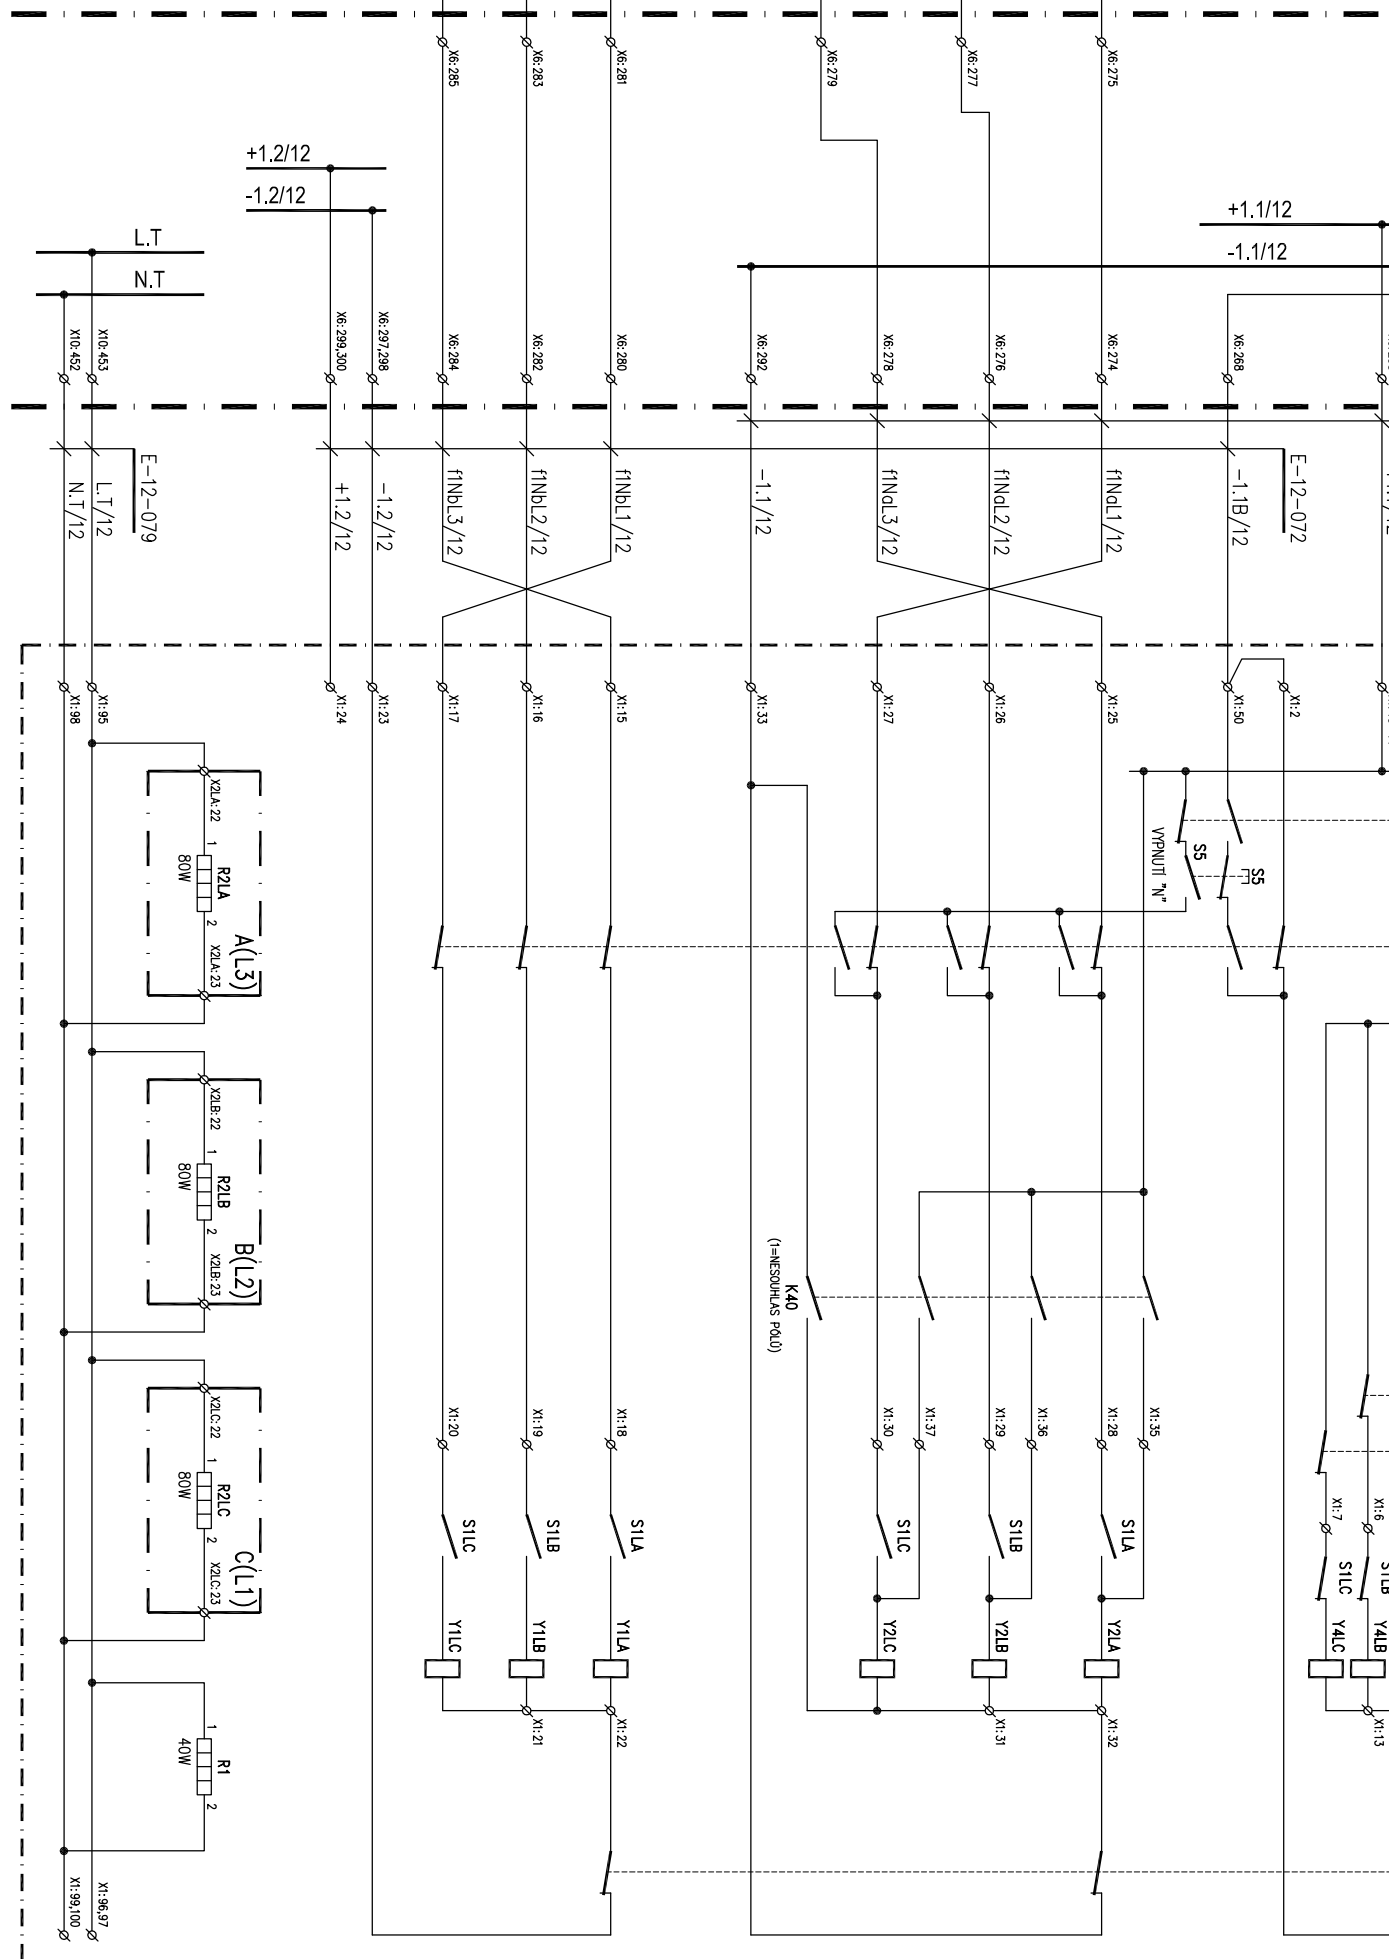 X6:285
X6:283
X6:281
X6:279
X6:277
X6:275
+1.2/12
-1.2/12
+1.1/12
-1.1/12
L.T
N.T
X10:452
X10:453
X6:299,300
X6:297,298
X6:284
X6:282
X6:280
X6:292
X6:278
X6:276
X6:274
X6:268
E-12-079
L.T/12
N.T/12
+1.2/12
-1.2/12
f1NbL3/12
f1NbL2/12
f1NbL1/12
-1.1/12
f1NaL3/12
f1NaL2/12
f1NaL1/12
-1.1B/12
E-12-072
X1:98
X1:95
X1:24
X1:23
X1:17
X1:16
X1:15
X1:33
X1:27
X1:26
X1:25
X1:50
X1:2
S5
S5
VYPNUTÍ "N"
X2LA:22
1
R2LA
80W
2
X2LA:23
A(L3)
X2LB:22
1
R2LB
80W
2
X2LB:23
B(L2)
K40
(1=NESOUHLAS PÓLŮ)
X2LC:22
1
R2LC
80W
2
X2LC:23
C(L1)
X1:20
X1:19
X1:18
X1:30
X1:37
X1:29
X1:36
X1:28
X1:35
X1:7
X1:6
S1LC
S1LB
S1LA
S1LC
S1LB
S1LA
S1LC
S1LB
Y1LC
Y1LB
Y1LA
Y2LC
Y2LB
Y2LA
Y4LC
Y4LB
X1:21
X1:22
X1:31
X1:32
X1:13
1
R1
40W
2
X1:99,100
X1:96,97